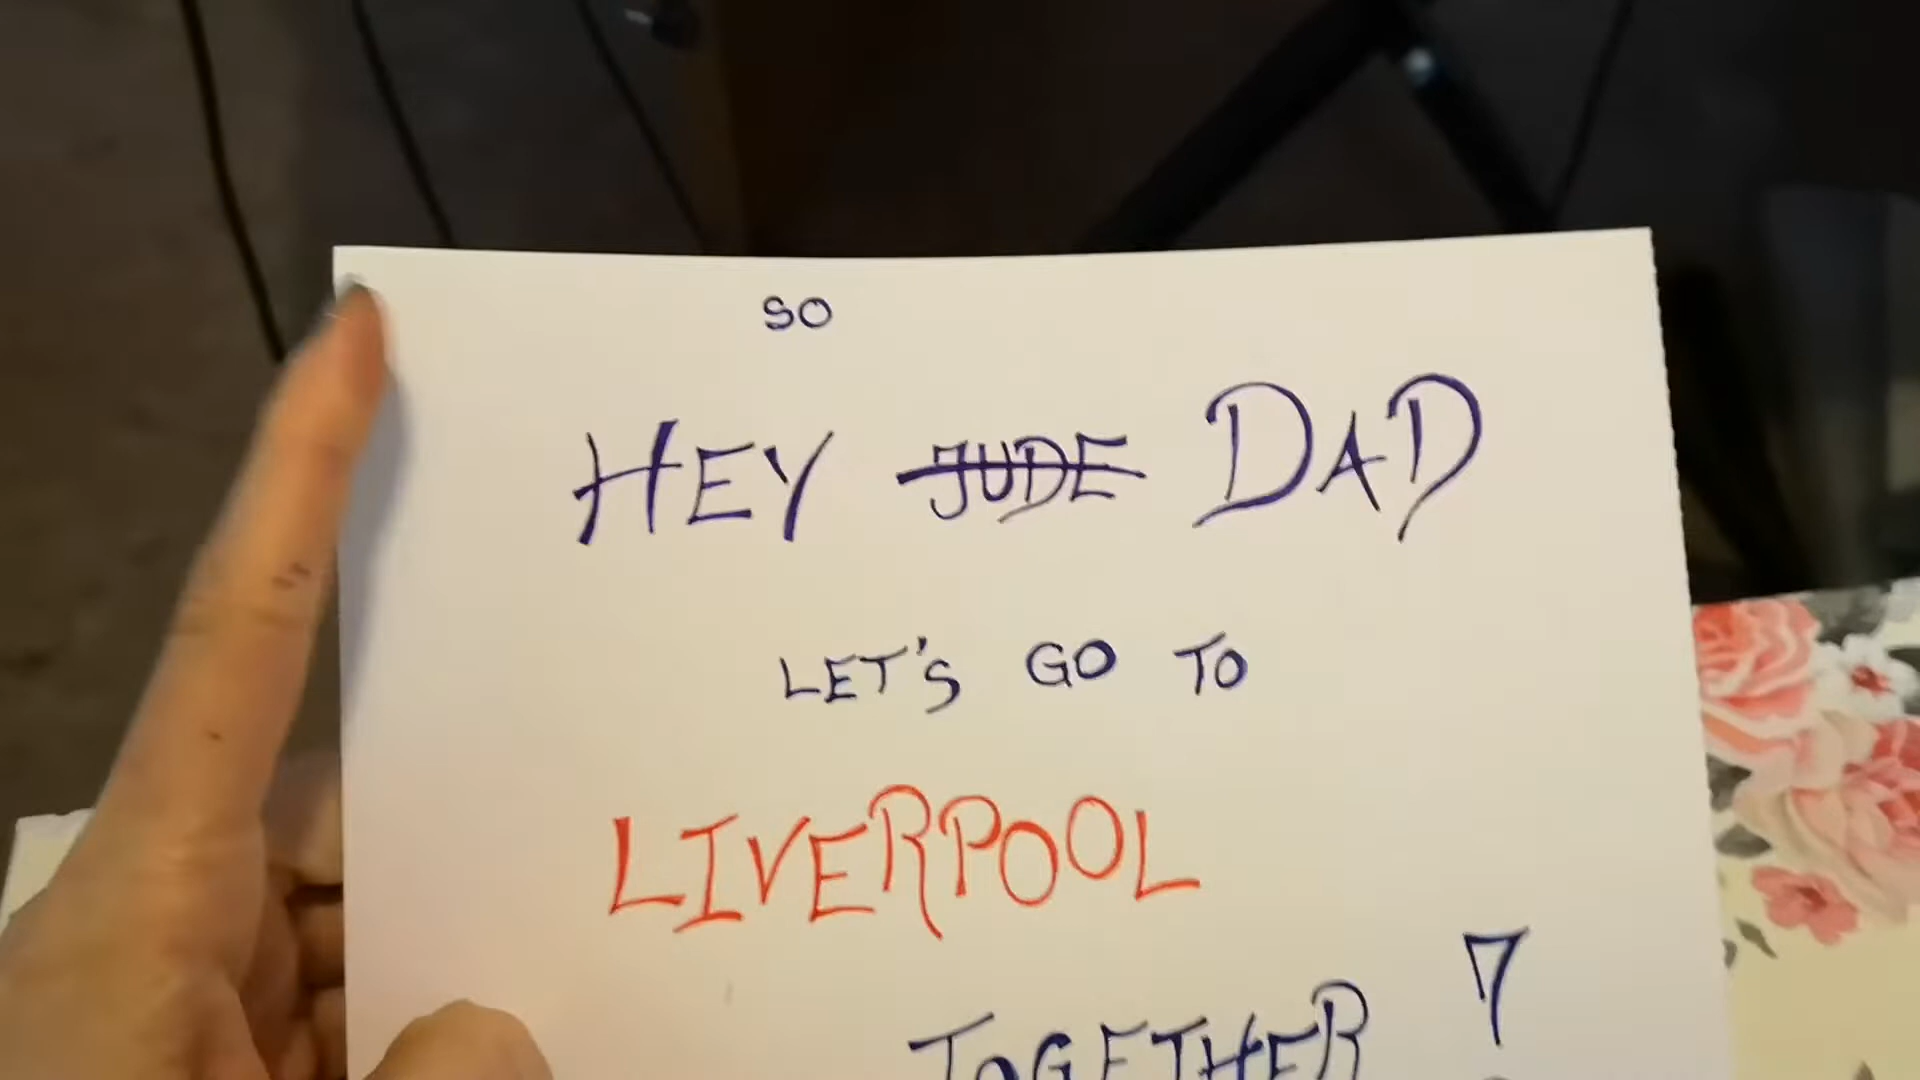 SO
HEY JUDE DAD
LET'S GO TO
LIVERPOOL
TOGETHER!